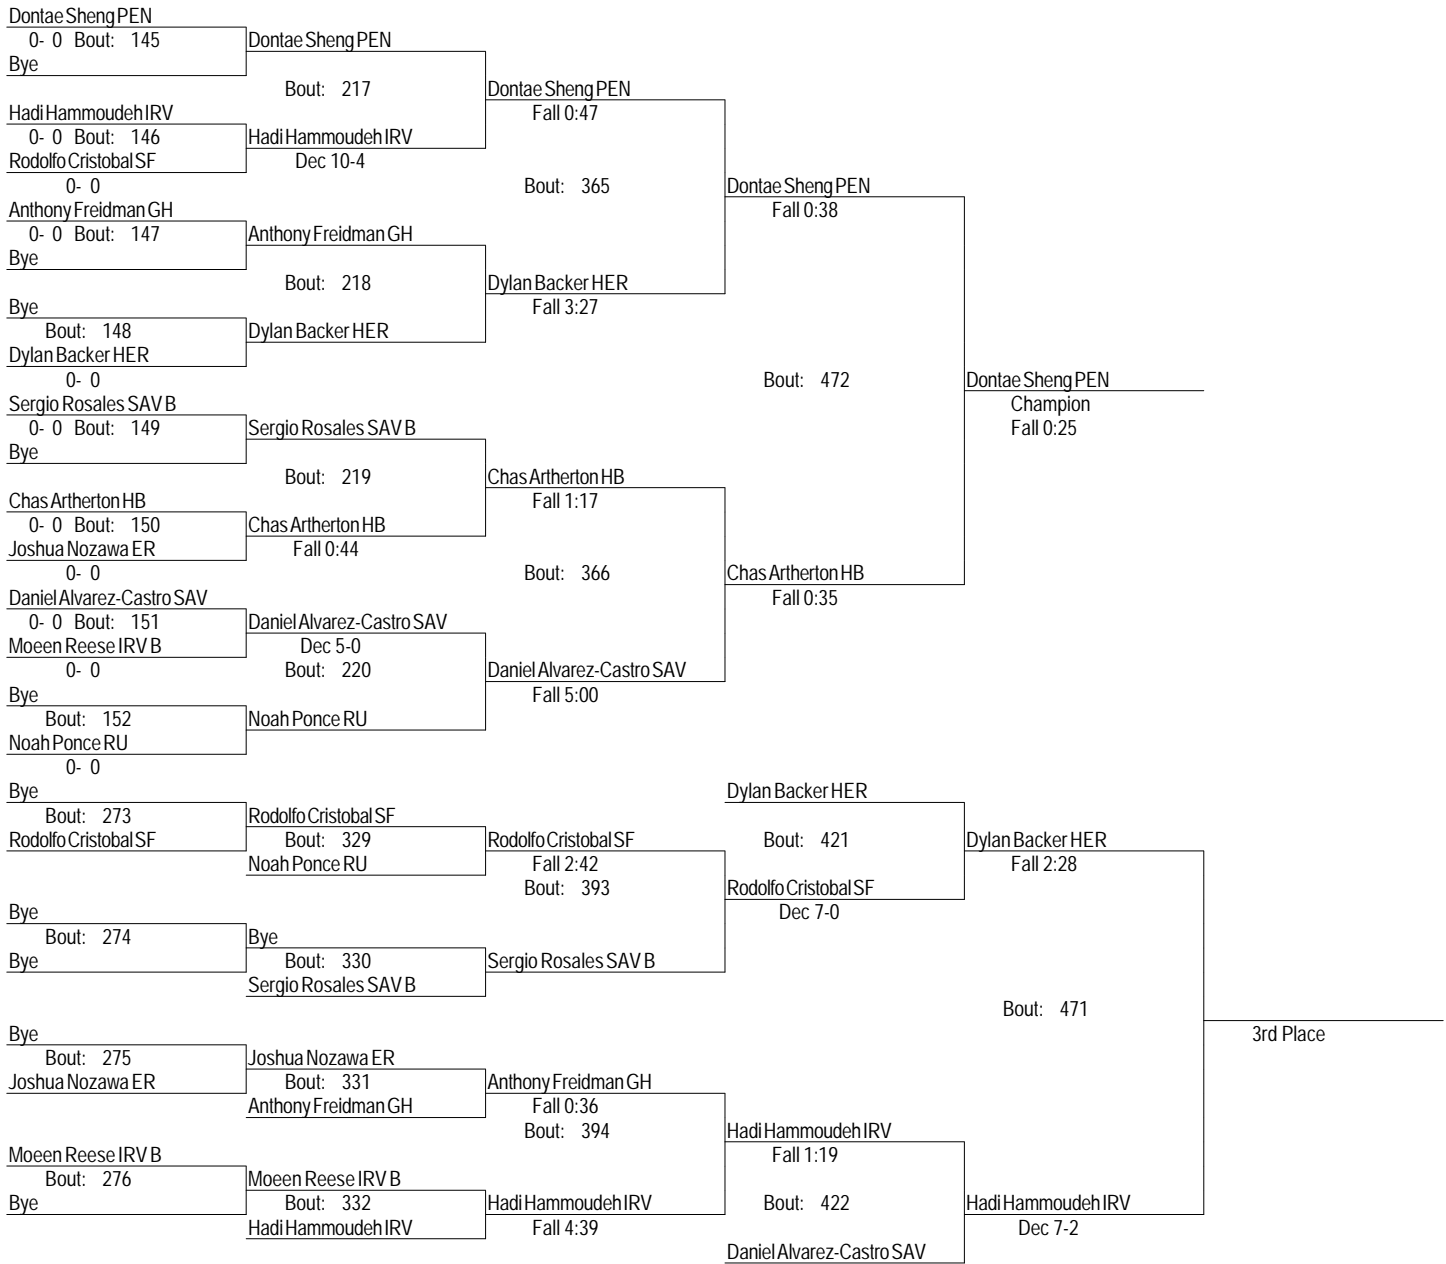 Dontae Sheng PEN
0- 0 Bout: 145
Dontae Sheng PEN
Bye
Bout: 217
Dontae Sheng PEN
Hadi Hammoudeh IRV
Fall 0:47
0- 0 Bout: 146
Hadi Hammoudeh IRV
Rodolfo Cristobal SF
Dec 10-4
0- 0
Bout: 365
Dontae Sheng PEN
Anthony Freidman GH
Fall 0:38
0- 0 Bout: 147
Anthony Freidman GH
Bye
Bout: 218
Dylan Backer HER
Bye
Fall 3:27
Bout: 148
Dylan Backer HER
Dylan Backer HER
0- 0
Bout: 472
Dontae Sheng PEN
Sergio Rosales SAV B
Champion
0- 0 Bout: 149
Sergio Rosales SAV B
Fall 0:25
Bye
Bout: 219
Chas Artherton HB
Chas Artherton HB
Fall 1:17
0- 0 Bout: 150
Chas Artherton HB
Joshua Nozawa ER
Fall 0:44
0- 0
Bout: 366
Chas Artherton HB
Daniel Alvarez-Castro SAV
Fall 0:35
0- 0 Bout: 151
Daniel Alvarez-Castro SAV
Moeen Reese IRV B
Dec 5-0
0- 0
Bout: 220
Daniel Alvarez-Castro SAV
Bye
Fall 5:00
Bout: 152
Noah Ponce RU
Noah Ponce RU
0- 0
Bye
Dylan Backer HER
Bout: 273
Rodolfo Cristobal SF
Rodolfo Cristobal SF
Bout: 329
Rodolfo Cristobal SF
Bout: 421
Dylan Backer HER
Noah Ponce RU
Fall 2:42
Fall 2:28
Bout: 393
Rodolfo Cristobal SF
Bye
Dec 7-0
Bout: 274
Bye
Bye
Bout: 330
Sergio Rosales SAV B
Sergio Rosales SAV B
Bout: 471
Bye
3rd Place
Bout: 275
Joshua Nozawa ER
Joshua Nozawa ER
Bout: 331
Anthony Freidman GH
Anthony Freidman GH
Fall 0:36
Bout: 394
Hadi Hammoudeh IRV
Moeen Reese IRV B
Fall 1:19
Bout: 276
Moeen Reese IRV B
Bye
Bout: 332
Hadi Hammoudeh IRV
Bout: 422
Hadi Hammoudeh IRV
Hadi Hammoudeh IRV
Fall 4:39
Dec 7-2
Daniel Alvarez-Castro SAV